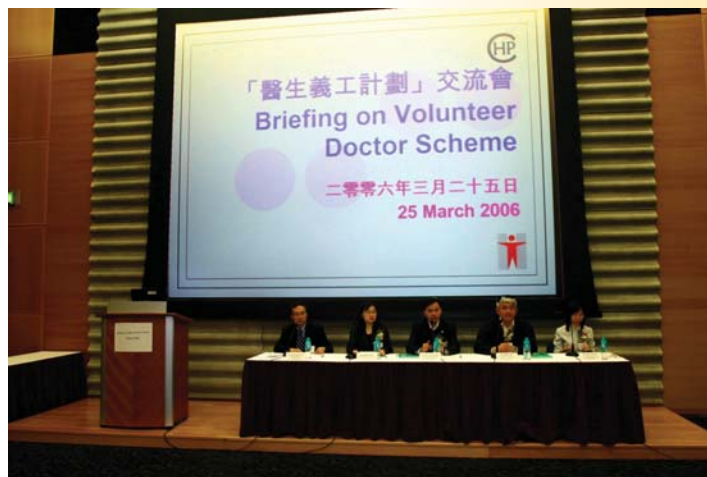 CHP
「醫生義工計劃」交流會
Briefing on Volunteer
Doctor Scheme
二零零六年三月二十五日
25 March 2006